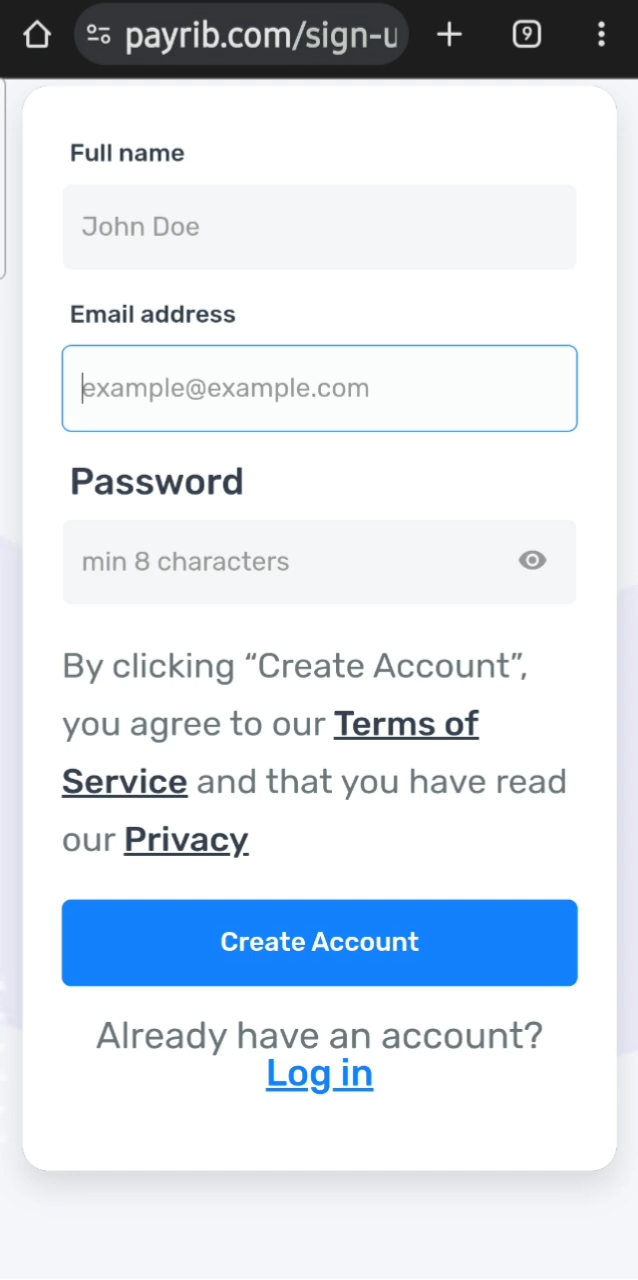 payrib.com/sign-u
9
Full name
John Doe
Email address
example@example.com
Password
min 8 characters
By clicking “Create Account”,
you agree to our Terms of
Service and that you have read
our Privacy
Create Account
Already have an account?
Log in